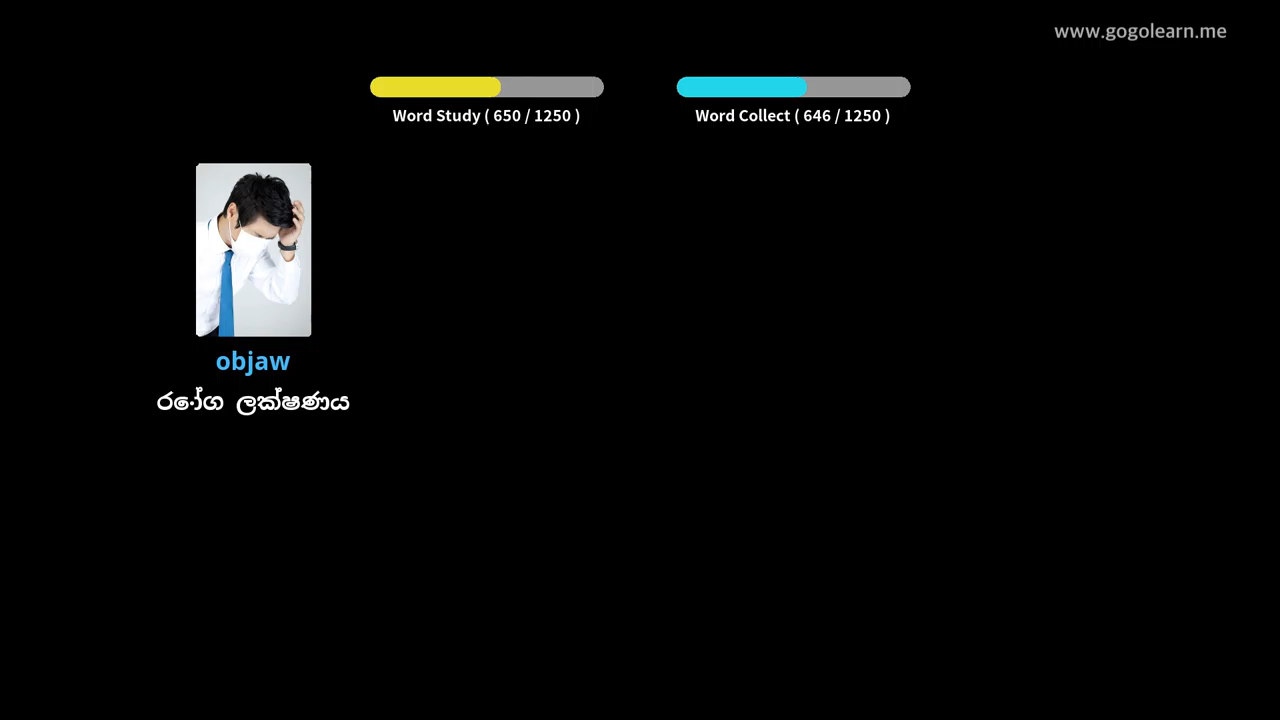 www.gogolearn.me
Word Study ( 650 / 1250 )
Word Collect ( 646 / 1250 )
objaw
රෝග ලක්ෂණය